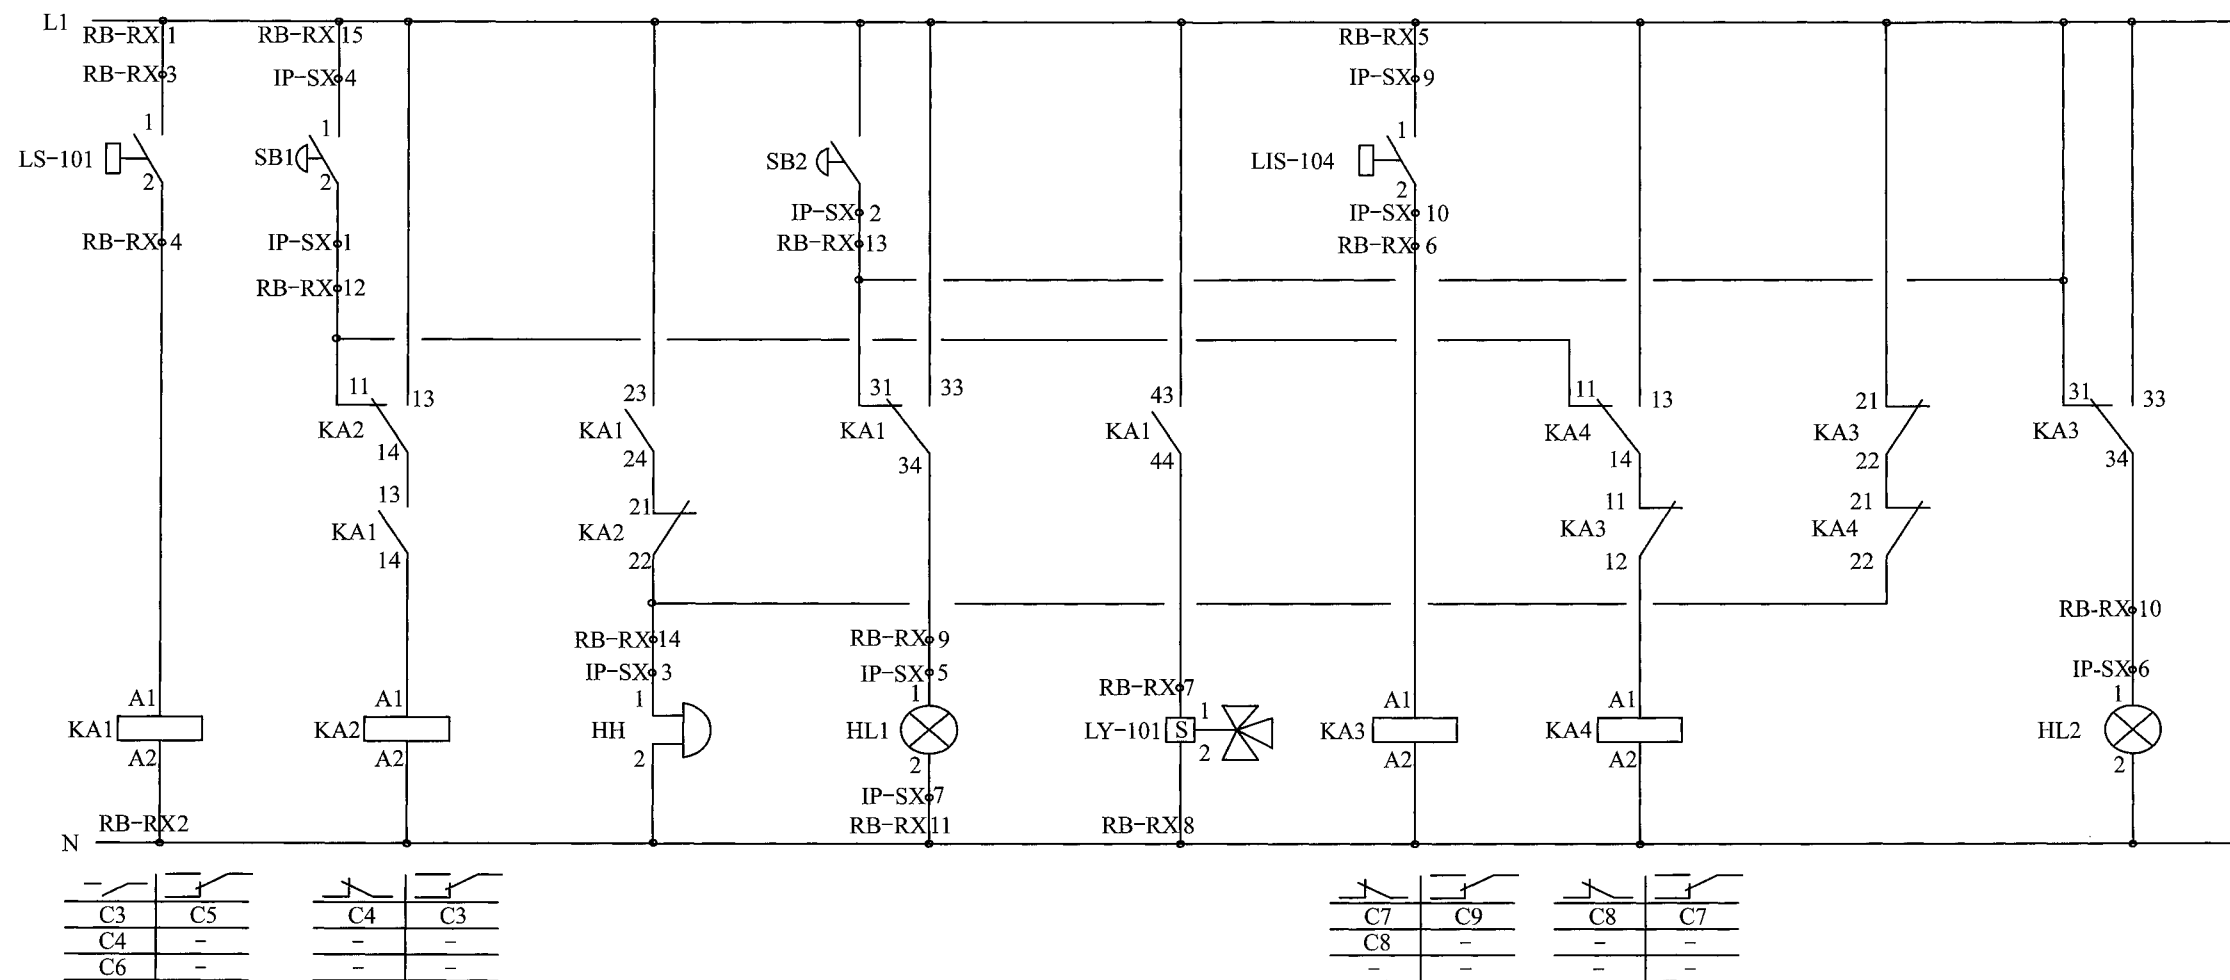 L1 RB-RX 1 RB-RX 15 RB-RX 5
RB-RX 3 IP-SX 4 IP-SX 9
1 1 1
LS-101 SB1 SB2 LIS-104
2 2 2
IP-SX 2 IP-SX 10
RB-RX 4 IP-SX 1 RB-RX 13 RB-RX 6
RB-RX 12
11 13 23 31 33 43 11 13 21 31 33
KA2 KA1 KA1 KA1 KA4 KA3 KA3
14 24 34 44 14 22 34
13 21 11 21
KA1 KA2 KA3 KA4
14 22 12 22
RB-RX 10
RB-RX 14 RB-RX 9
IP-SX 3 IP-SX 5 RB-RX 7 IP-SX 6
A1 A1 1 1 1 A1 A1 1
KA1 KA2 HH HL1 LY-101 S KA3 KA4 HL2
A2 A2 2 2 2 A2 A2 2
IP-SX 7
RB-RX2 RB-RX 11 RB-RX 8
N
C3 C5 C4 C3 C7 C9 C8 C7
C4 - - - C8 - - -
C6 - - - - - - -